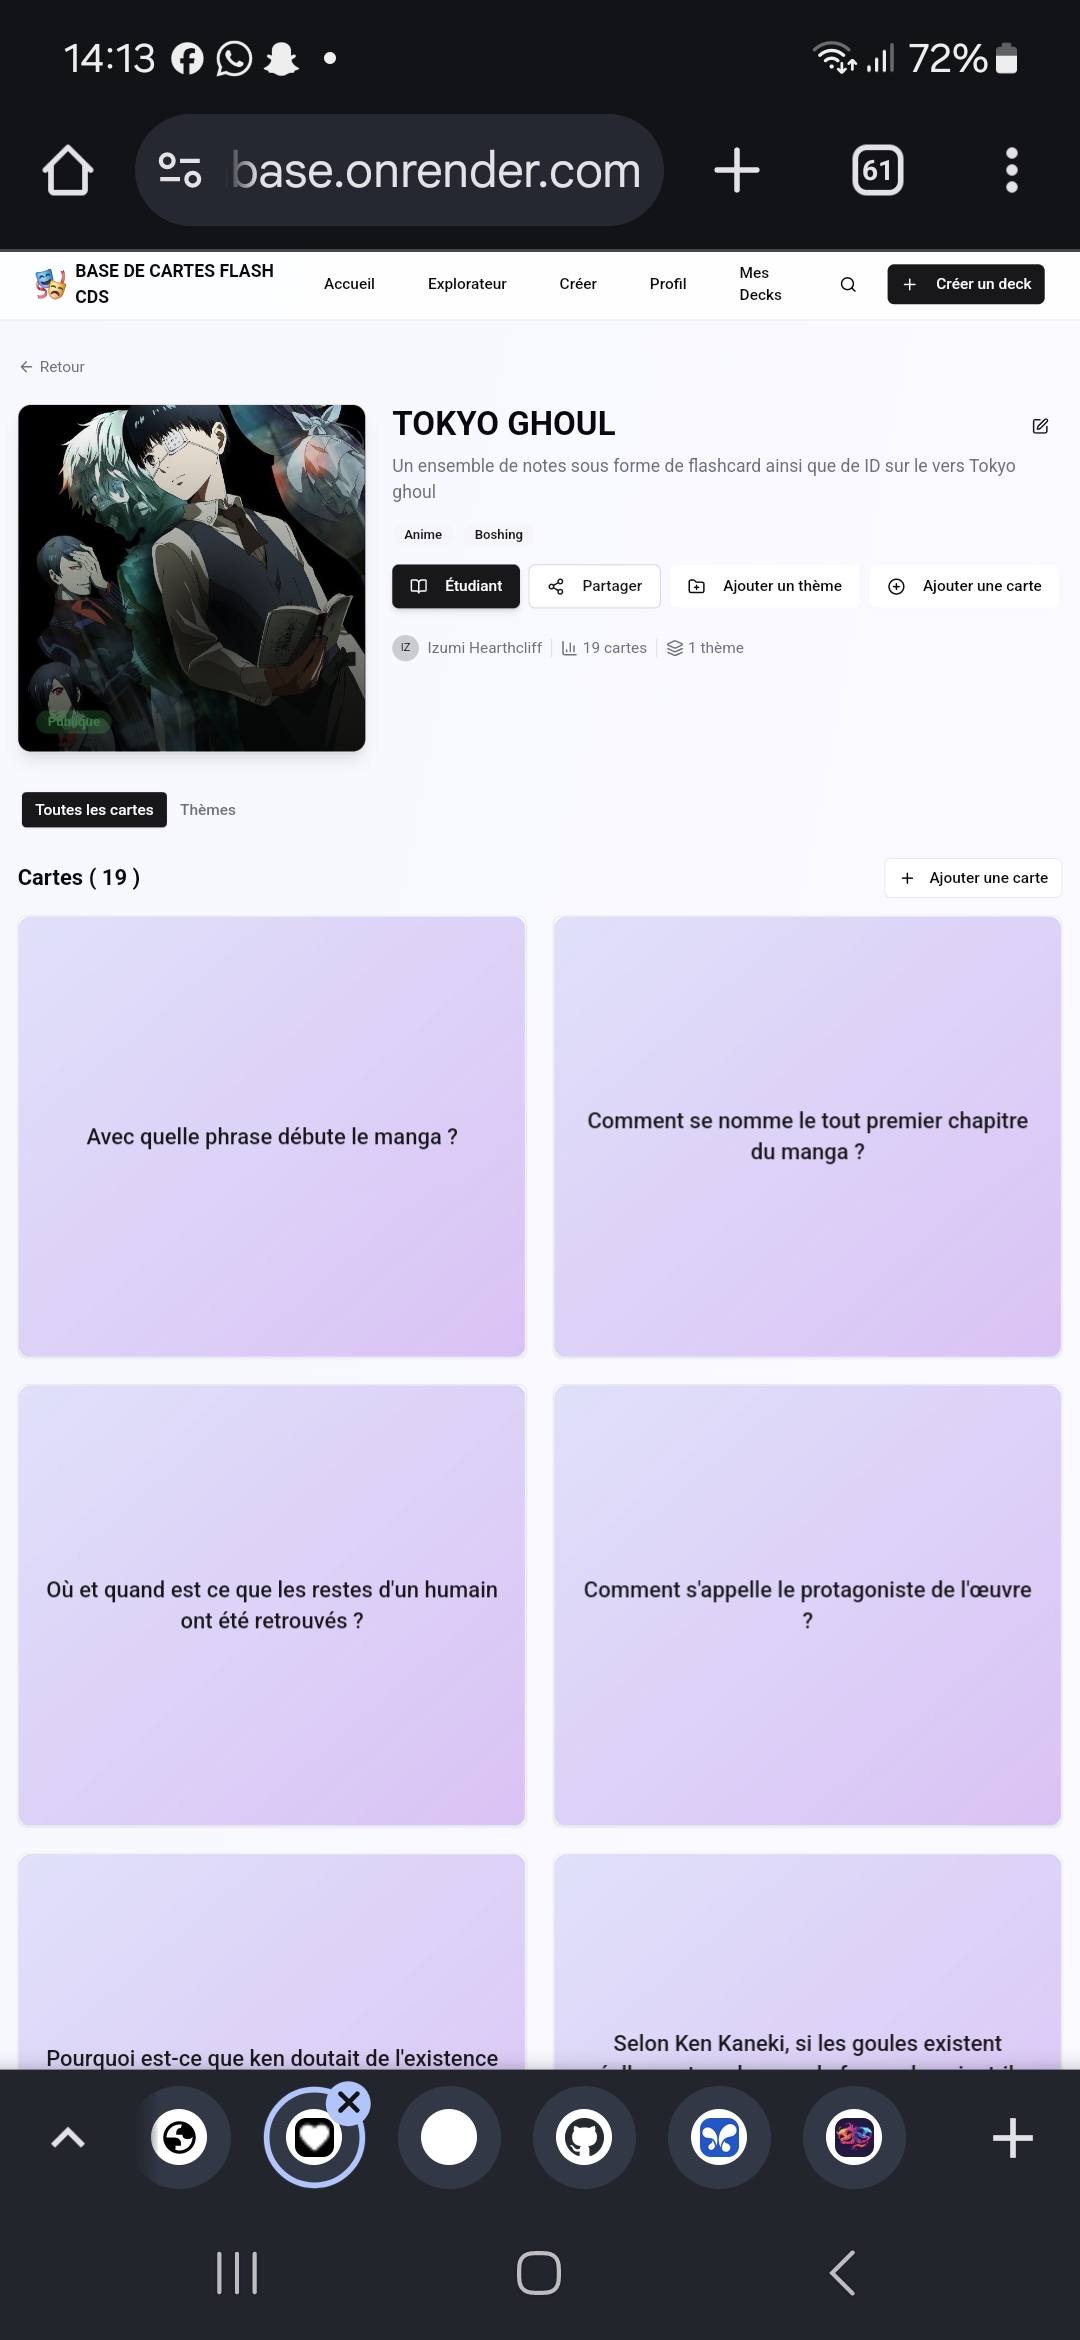 14:13
72%
base.onrender.com
61
BASE DE CARTES FLASH
CDS
Accueil
Explorateur
Créer
Profil
Mes
Decks
Créer un deck
Retour
TOKYO GHOUL
Un ensemble de notes sous forme de flashcard ainsi que de ID sur le vers Tokyo
ghoul
Anime
Boshing
Étudiant
Partager
Ajouter un thème
Ajouter une carte
IZ
Izumi Hearthcliff
19 cartes
1 thème
Publique
Toutes les cartes
Thèmes
Cartes ( 19 )
Ajouter une carte
Avec quelle phrase débute le manga ?
Comment se nomme le tout premier chapitre
du manga ?
Où et quand est ce que les restes d'un humain
ont été retrouvés ?
Comment s'appelle le protagoniste de l'œuvre
?
Pourquoi est-ce que ken doutait de l'existence
Selon Ken Kaneki, si les goules existent